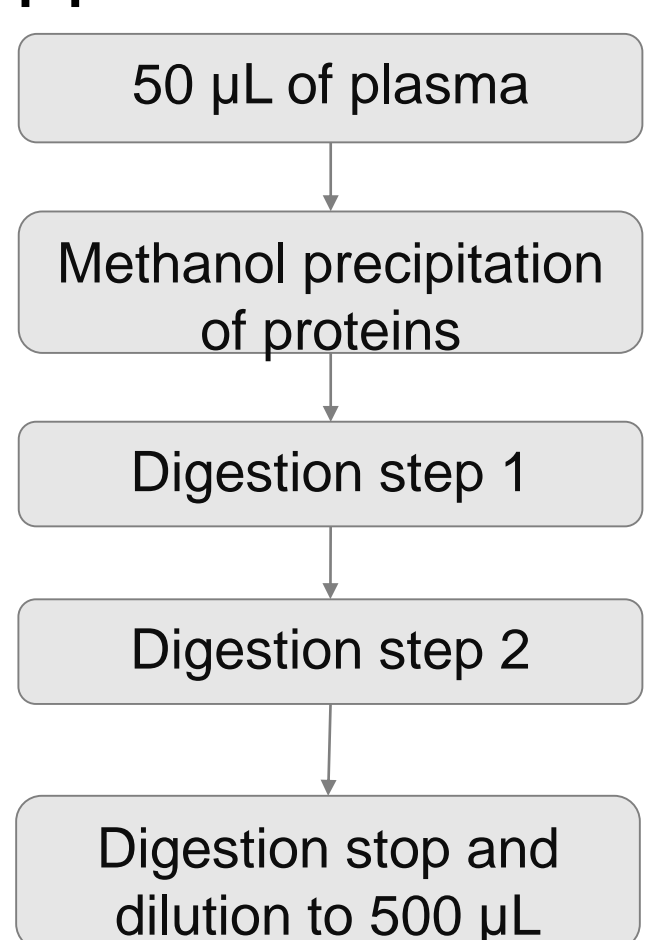 50 µL of plasma
Methanol precipitation
of proteins
Digestion step 1
Digestion step 2
Digestion stop and
dilution to 500 µL